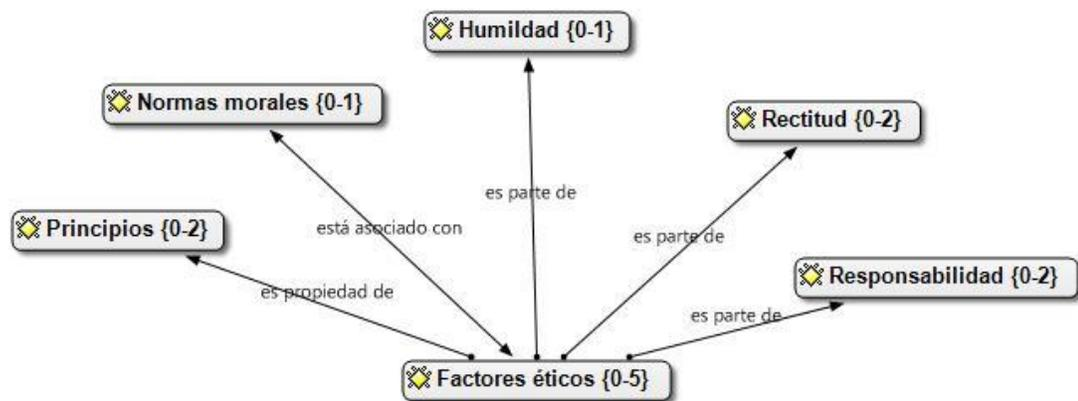 Humildad {0-1}
Normas morales {0-1}
Rectitud {0-2}
es parte de
Principios {0-2}
está asociado con
es parte de
Responsabilidad {0-2}
es propiedad de
es parte de
Factores éticos {0-5}